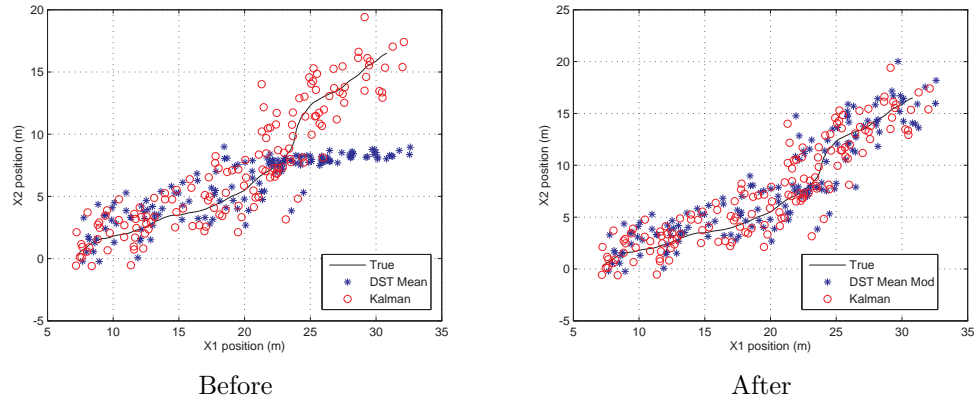 20
15
10
5
0
-5
X2 position (m)
5 10 15 20 25 30 35
X1 position (m)
True
DST Mean
Kalman
Before
25
20
15
10
5
0
-5
X2 position (m)
5 10 15 20 25 30 35
X1 position (m)
True
DST Mean Mod
Kalman
After